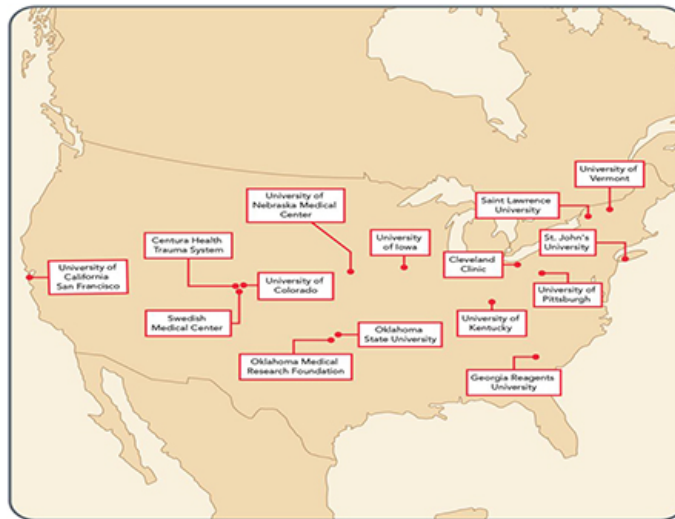 University of
Vermont
University of
Nebraska Medical
Center
Saint Lawrence
University
Centura Health
Trauma System
University
of Iowa
St. John's
University
Cleveland
Clinic
University of
California
San Francisco
University of
Colorado
University of
Pittsburgh
Swedish
Medical Center
University of
Kentucky
Oklahoma
State University
Oklahoma Medical
Research Foundation
Georgia Reagents
University